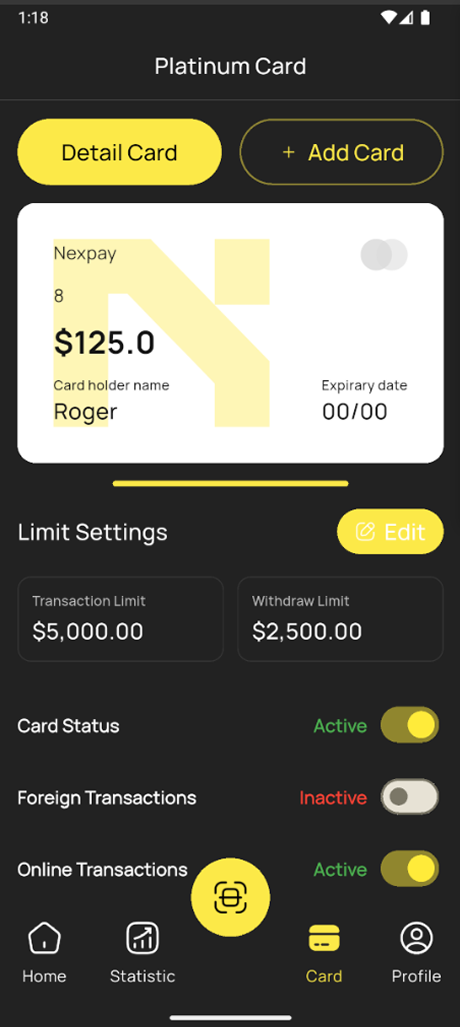 1:18
Platinum Card
Detail Card
+ Add Card
Nexpay
8
$125.0
Card holder name
Expirary date
Roger
00/00
Limit Settings
Edit
Transaction Limit
Withdraw Limit
$5,000.00
$2,500.00
Card Status
Active
Foreign Transactions
Inactive
Online Transactions
Active
Home
Statistic
Card
Profile